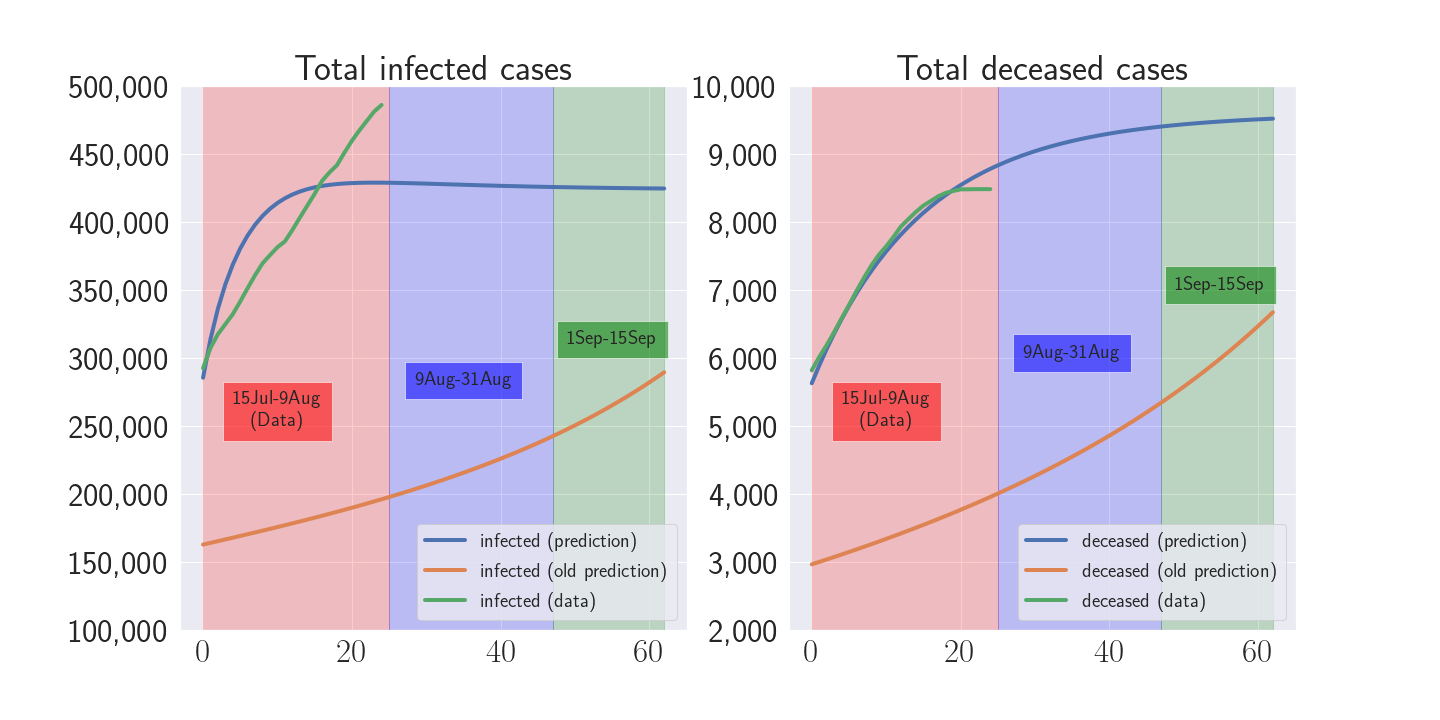 Total infected cases
500,000
450,000
400,000
350,000
300,000
250,000
200,000
150,000
100,000
0
20
40
60
15Jul-9Aug
(Data)
9Aug-31Aug
1Sep-15Sep
infected (prediction)
infected (old prediction)
infected (data)
Total deceased cases
10,000
9,000
8,000
7,000
6,000
5,000
4,000
3,000
2,000
0
20
40
60
15Jul-9Aug
(Data)
9Aug-31Aug
1Sep-15Sep
deceased (prediction)
deceased (old prediction)
deceased (data)